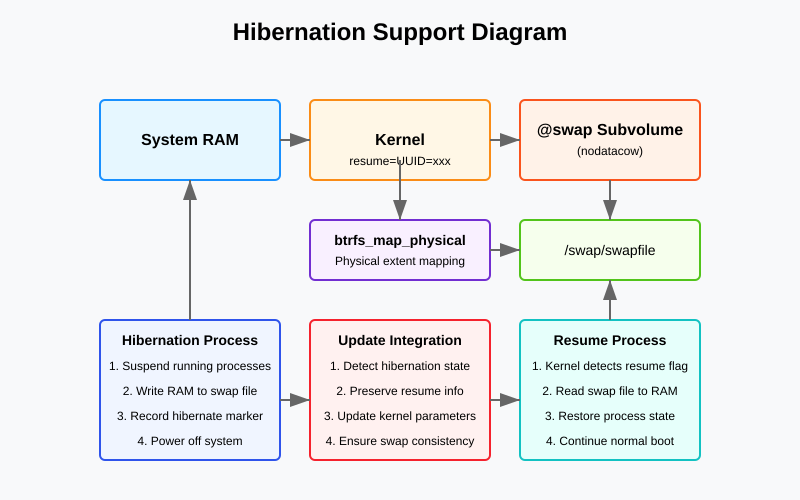 Hibernation Support Diagram
System RAM
Kernel
resume=UUID=xxx
@swap Subvolume
(nodatacow)
btrfs_map_physical
Physical extent mapping
/swap/swapfile
Hibernation Process
1. Suspend running processes
2. Write RAM to swap file
3. Record hibernate marker
4. Power off system
Update Integration
1. Detect hibernation state
2. Preserve resume info
3. Update kernel parameters
4. Ensure swap consistency
Resume Process
1. Kernel detects resume flag
2. Read swap file to RAM
3. Restore process state
4. Continue normal boot